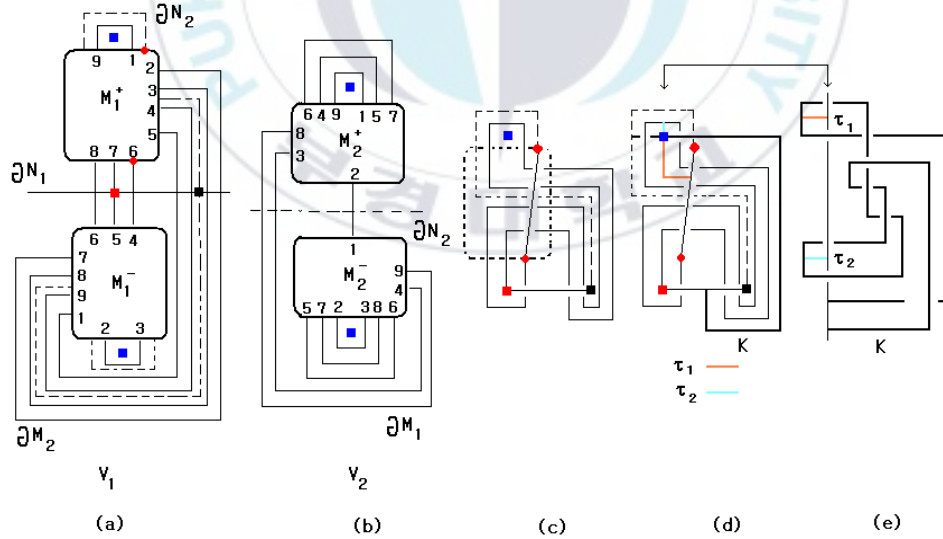 ∂N₂
9 1
2
M₁⁺
3
4
5
8 7 6
∂N₁
6 5 4
7
8
M₁⁻
9
1
2 3
∂M₂
V₁
(a)
6 4 9 1 5 7
8
M₂⁺
3
2
∂N₂
1
M₂⁻
9
4
5 7 2 3 8 6
∂M₁
V₂
(b)
(c)
K
τ₁
τ₂
(d)
τ₁
τ₂
K
(e)
SITY